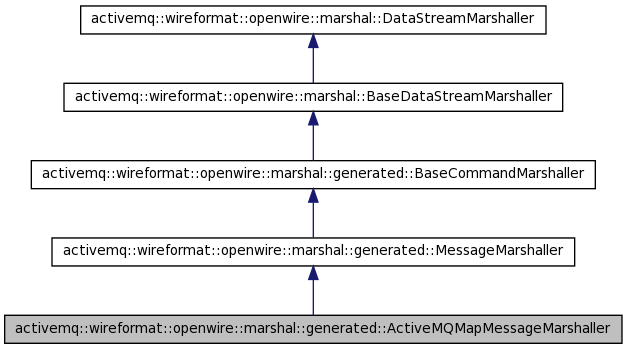 activemq::wireformat::openwire::marshal::DataStreamMarshaller
activemq::wireformat::openwire::marshal::BaseDataStreamMarshaller
activemq::wireformat::openwire::marshal::generated::BaseCommandMarshaller
activemq::wireformat::openwire::marshal::generated::MessageMarshaller
activemq::wireformat::openwire::marshal::generated::ActiveMQMapMessageMarshaller